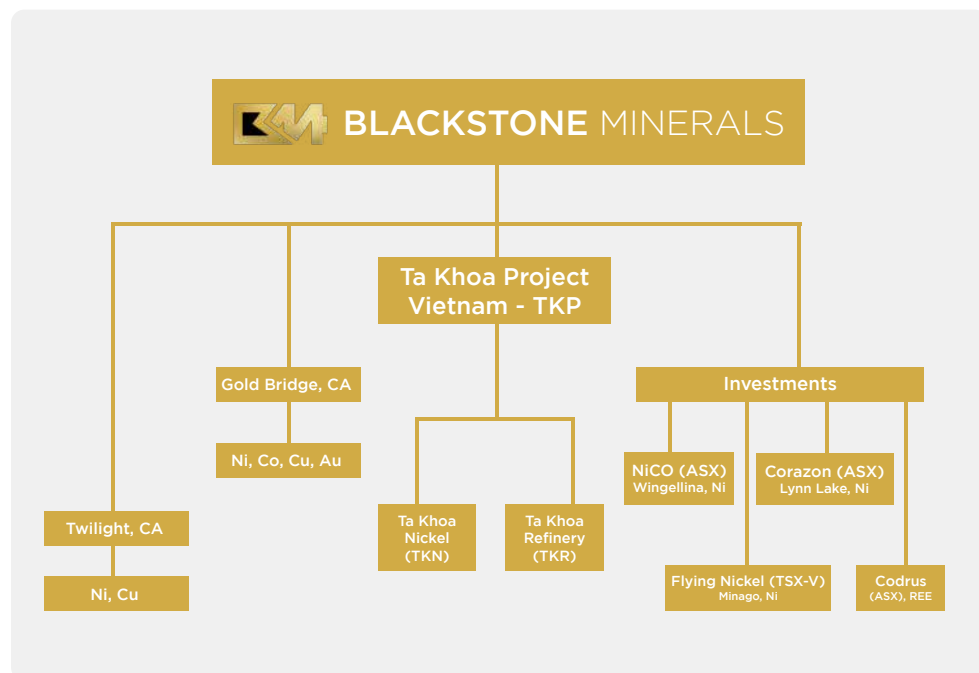 BLACKSTONE MINERALS
Ta Khoa Project
Vietnam - TKP
Gold Bridge, CA
Ni, Co, Cu, Au
Twilight, CA
Ni, Cu
Ta Khoa
Nickel
(TKN)
Ta Khoa
Refinery
(TKR)
Investments
NiCO (ASX)
Wingellina, Ni
Corazon (ASX)
Lynn Lake, Ni
Flying Nickel (TSX-V)
Minago, Ni
Codrus
(ASX), REE